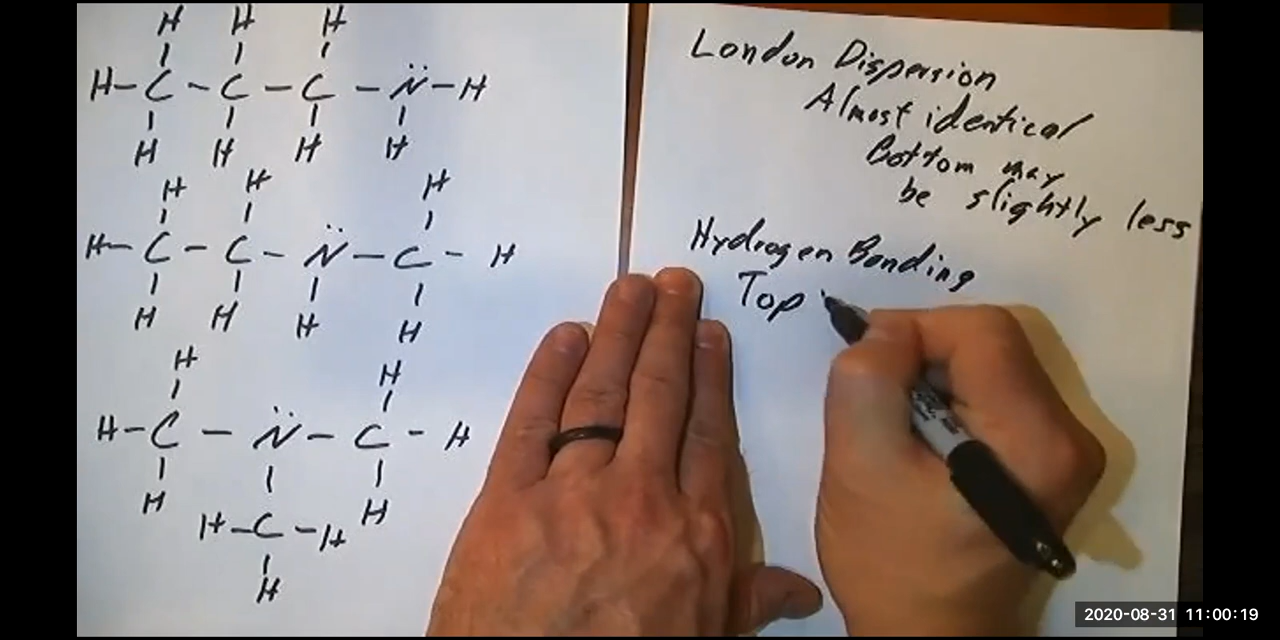 H H H
H-C-C-C-N̈-H
H H H H
H H H
H-C-C-N̈-C-H
H H H H
H H
H-C-N̈-C-H
H H
H-C-H
H
London Dispersion
Almost identical
Bottom may
be slightly less
Hydrogen Bonding
Top
2020-08-31 11:00:19